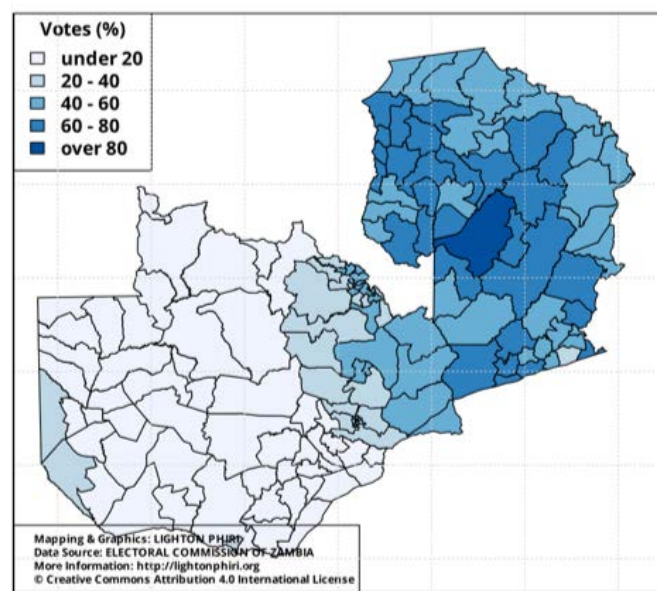 Votes (%)
under 20
20 - 40
40 - 60
60 - 80
over 80
Mapping & Graphics: LIGHTON PHIRI
Data Source: ELECTORAL COMMISSION OF ZAMBIA
More Information: http://lightonphiri.org
© Creative Commons Attribution 4.0 International License